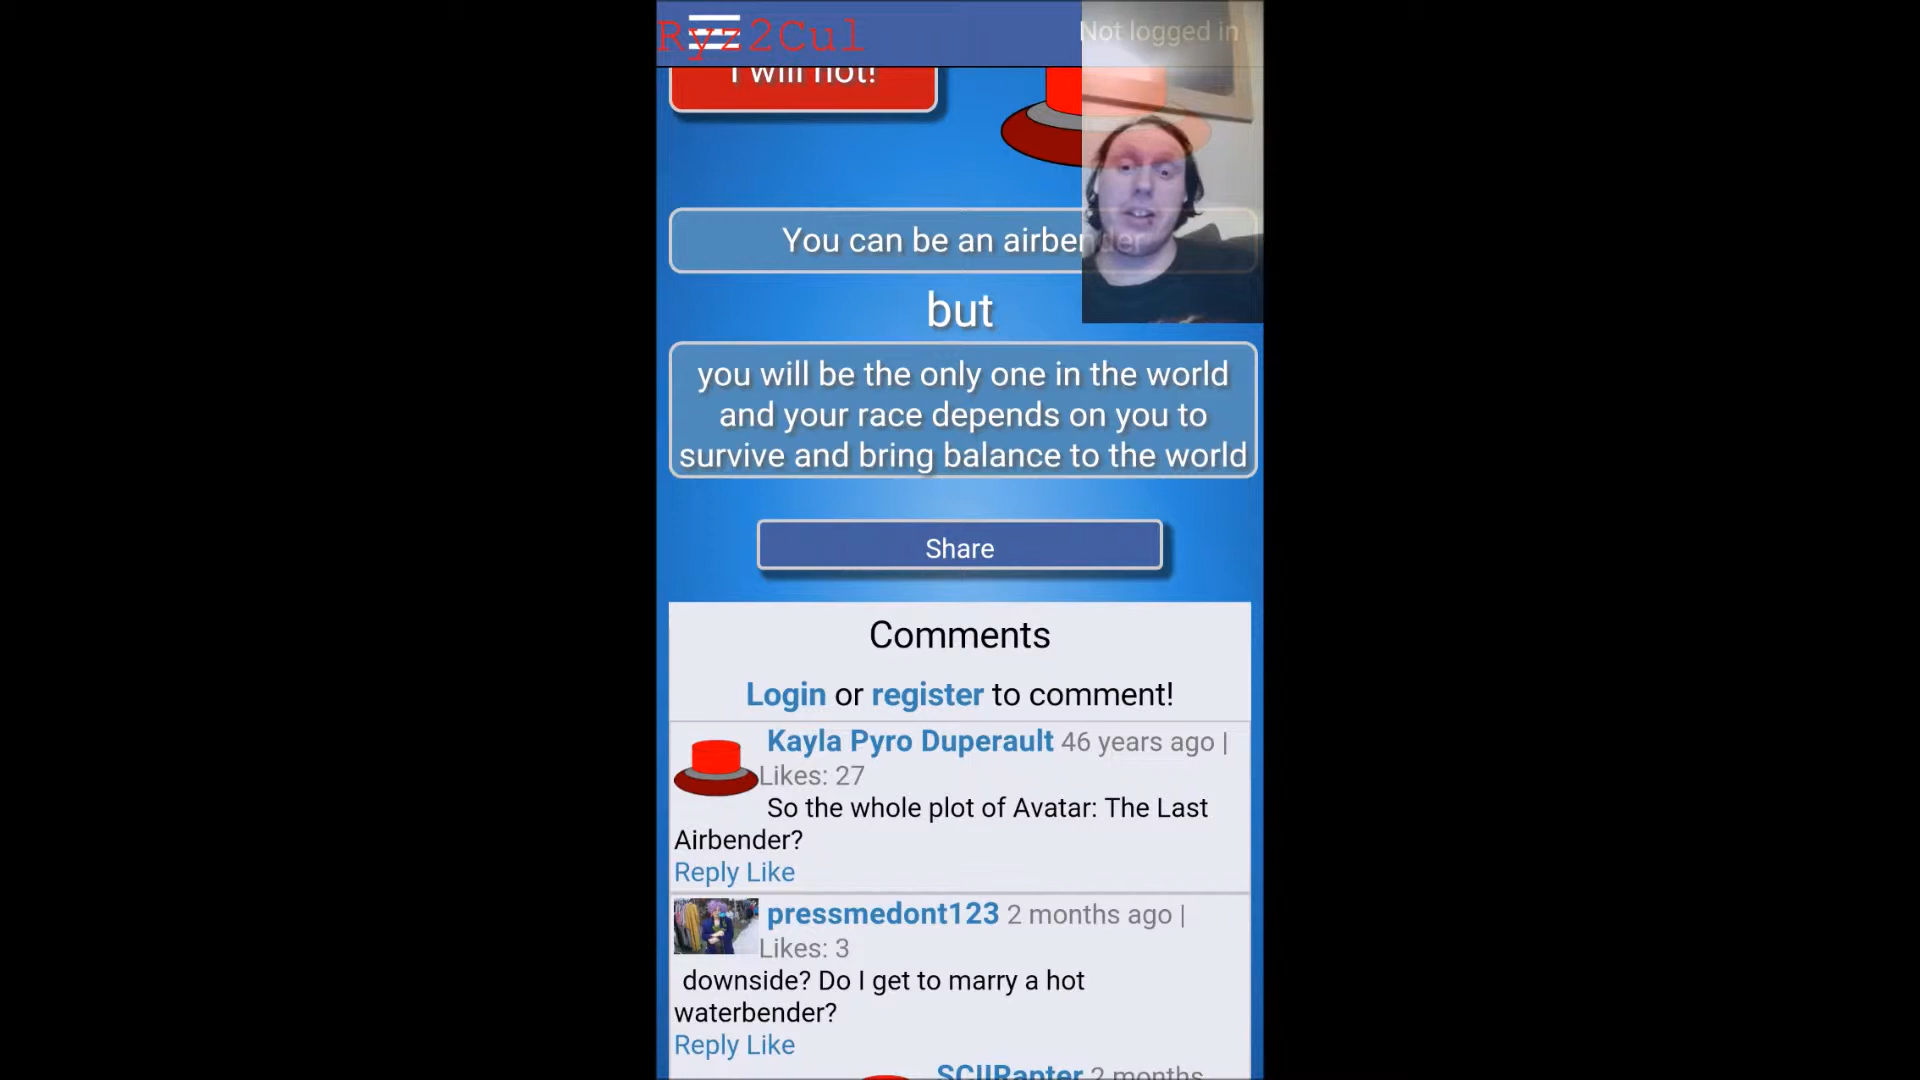 Ryz2Cul
Not logged in
I will not!
You can be an airbender
but
you will be the only one in the world
and your race depends on you to
survive and bring balance to the world
Share
Comments
Login or register to comment!
Kayla Pyro Duperault 46 years ago |
Likes: 27
So the whole plot of Avatar: The Last
Airbender?
Reply Like
pressmedont123 2 months ago |
Likes: 3
downside? Do I get to marry a hot
waterbender?
Reply Like
2 months